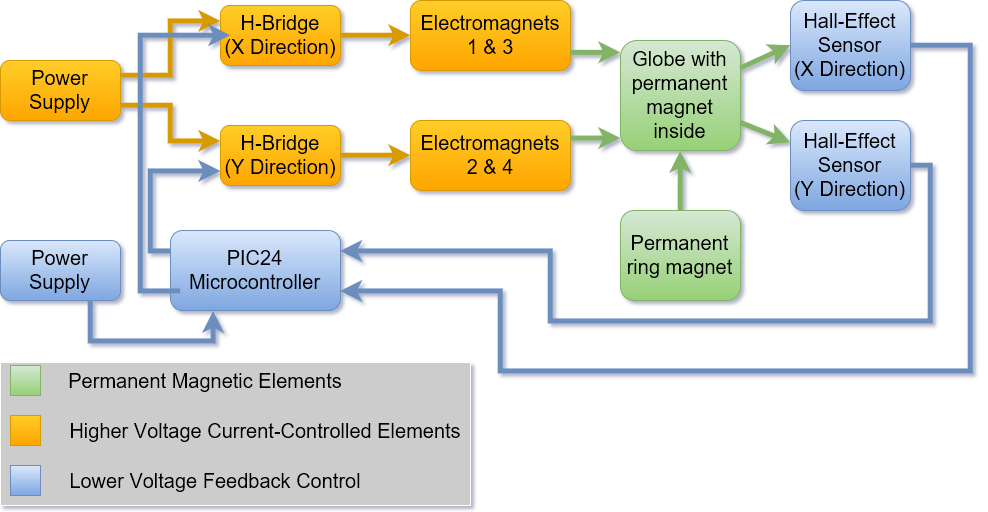 H-Bridge
(X Direction)
Electromagnets
1 & 3
Hall-Effect
Sensor
(X Direction)
Power
Supply
Globe with
permanent
magnet
inside
H-Bridge
(Y Direction)
Electromagnets
2 & 4
Hall-Effect
Sensor
(Y Direction)
Power
Supply
PIC24
Microcontroller
Permanent
ring magnet
Permanent Magnetic Elements
Higher Voltage Current-Controlled Elements
Lower Voltage Feedback Control